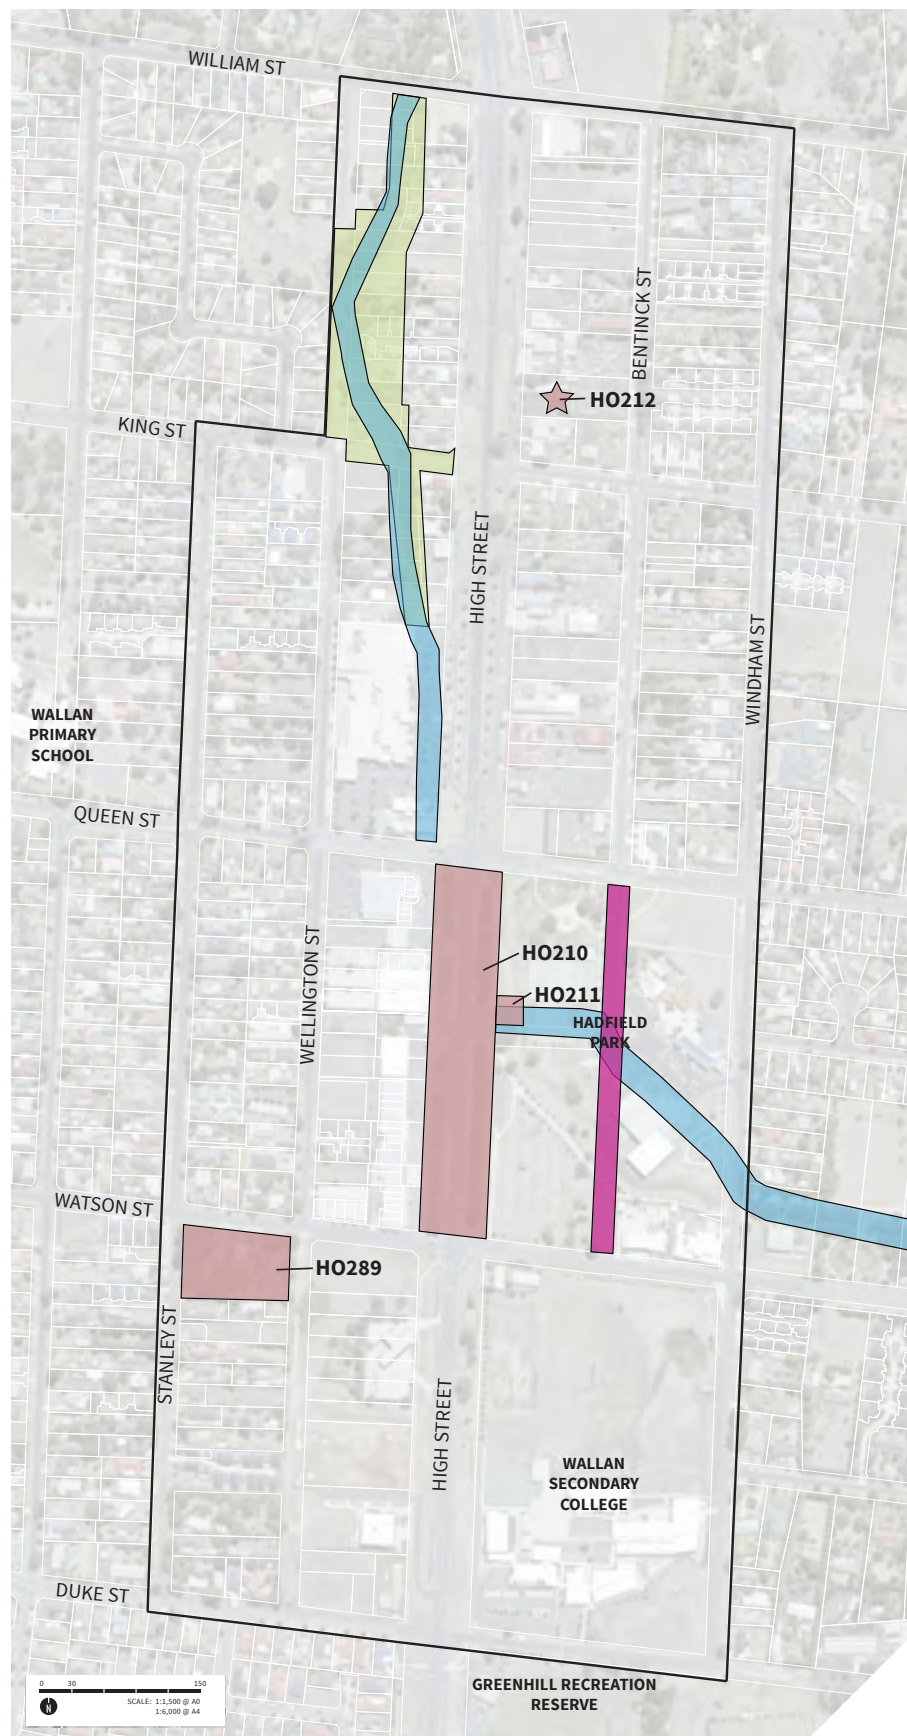 WILLIAM ST
BENTINCK ST
HO212
KING ST
HIGH STREET
WINDHAM ST
WALLAN
PRIMARY
SCHOOL
QUEEN ST
WELLINGTON ST
HO210
HO211
HADFIELD
PARK
WATSON ST
HO289
STANLEY ST
HIGH STREET
WALLAN
SECONDARY
COLLEGE
DUKE ST
GREENHILL RECREATION
RESERVE
0 30 150
SCALE: 1:1,500 @ A0
1:6,000 @ A4
N